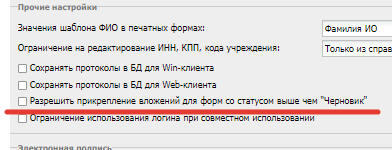 Прочие настройки
Значения шаблона ФИО в печатных формах: Фамилия ИО
Ограничение на редактирование ИНН, КПП, кода учреждения: Только из справ
Сохранять протоколы в БД для Win-клиента
Сохранять протоколы в БД для Web-клиента
Разрешить прикрепление вложений для форм со статусом выше чем "Черновик"
Ограничение использования логина при совместном использовании
Электронная подпись